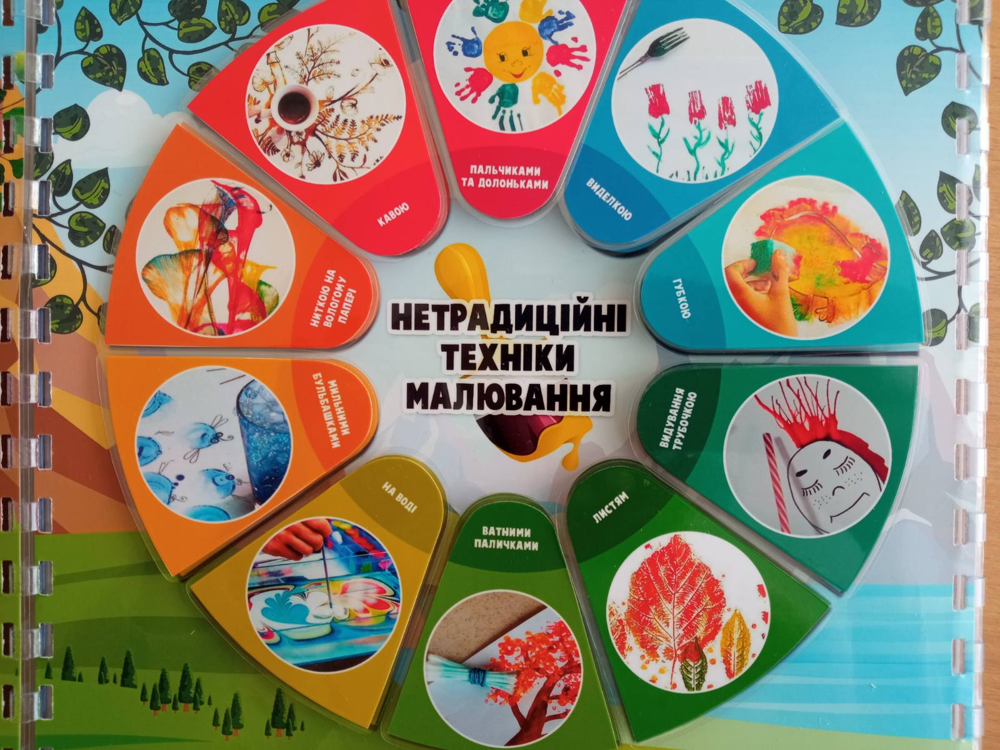 НЕТРАДИЦІЙНІ
ТЕХНІКИ
МАЛЮВАННЯ
ПАЛЬЧИКАМИ
ТА ДОЛОНЬКАМИ
ВИДЕЛКОЮ
ГУБКОЮ
ВИДУВАННЯ
ТРУБОЧКОЮ
ЛИСТЯМ
ВАТНИМИ
ПАЛИЧКАМИ
НА ВОДІ
МИЛЬНИМИ
БУЛЬБАШКАМИ
НИТКОЮ НА
ВОЛОГОМУ
ПАПЕРІ
КАВОЮ